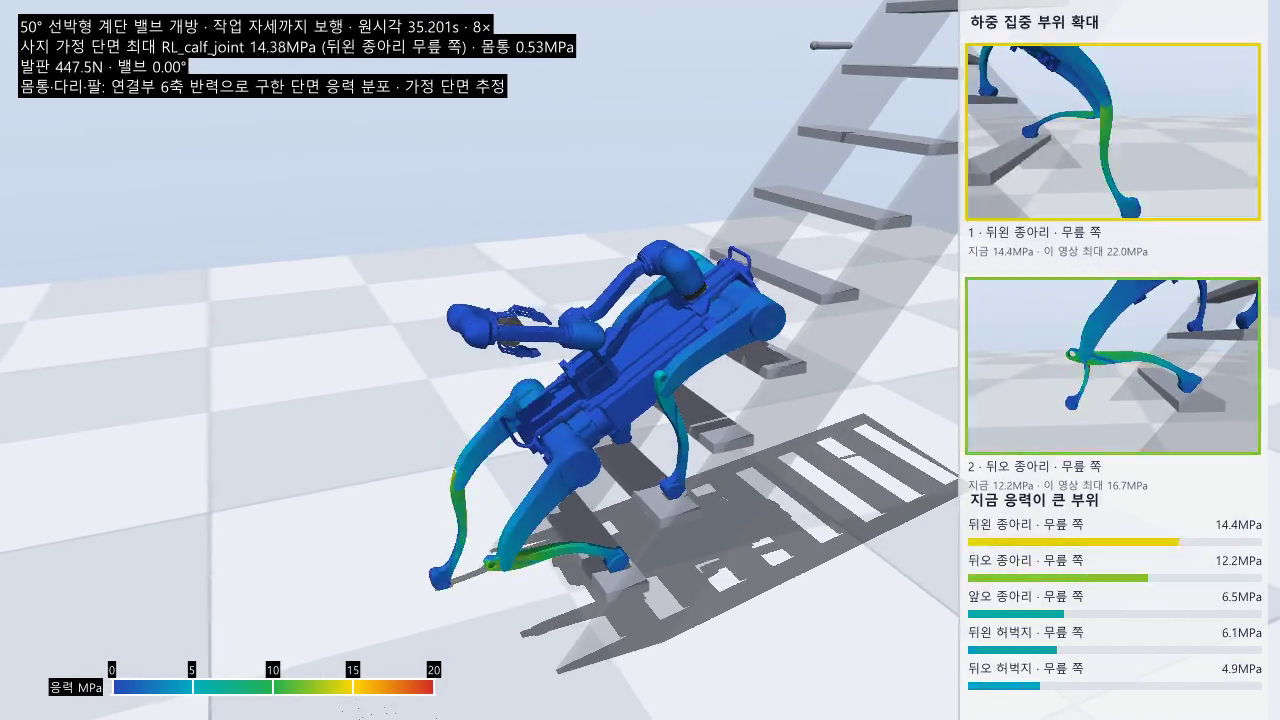 50° 선박형 계단 밸브 개방 · 작업 자세까지 보행 · 원시각 35.201s · 8×
사지 가정 단면 최대 RL_calf_joint 14.38MPa (뒤왼 종아리 무릎 쪽) · 몸통 0.53MPa
발판 447.5N · 밸브 0.00°
몸통·다리·팔: 연결부 6축 반력으로 구한 단면 응력 분포 · 가정 단면 추정
하중 집중 부위 확대
1 · 뒤왼 종아리 · 무릎 쪽
지금 14.4MPa · 이 영상 최대 22.0MPa
2 · 뒤오 종아리 · 무릎 쪽
지금 12.2MPa · 이 영상 최대 16.7MPa
지금 응력이 큰 부위
뒤왼 종아리 · 무릎 쪽 14.4MPa
뒤오 종아리 · 무릎 쪽 12.2MPa
앞오 종아리 · 무릎 쪽 6.5MPa
뒤왼 허벅지 · 무릎 쪽 6.1MPa
뒤오 허벅지 · 무릎 쪽 4.9MPa
0 5 10 15 20
응력 MPa